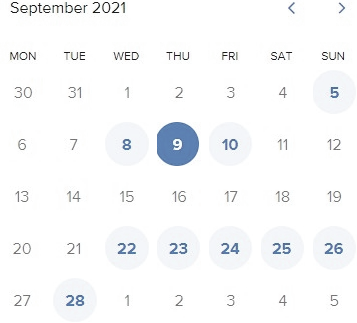 September 2021
MON TUE WED THU FRI SAT SUN
30 31 1 2 3 4 5
6 7 8 9 10 11 12
13 14 15 16 17 18 19
20 21 22 23 24 25 26
27 28 1 2 3 4 5